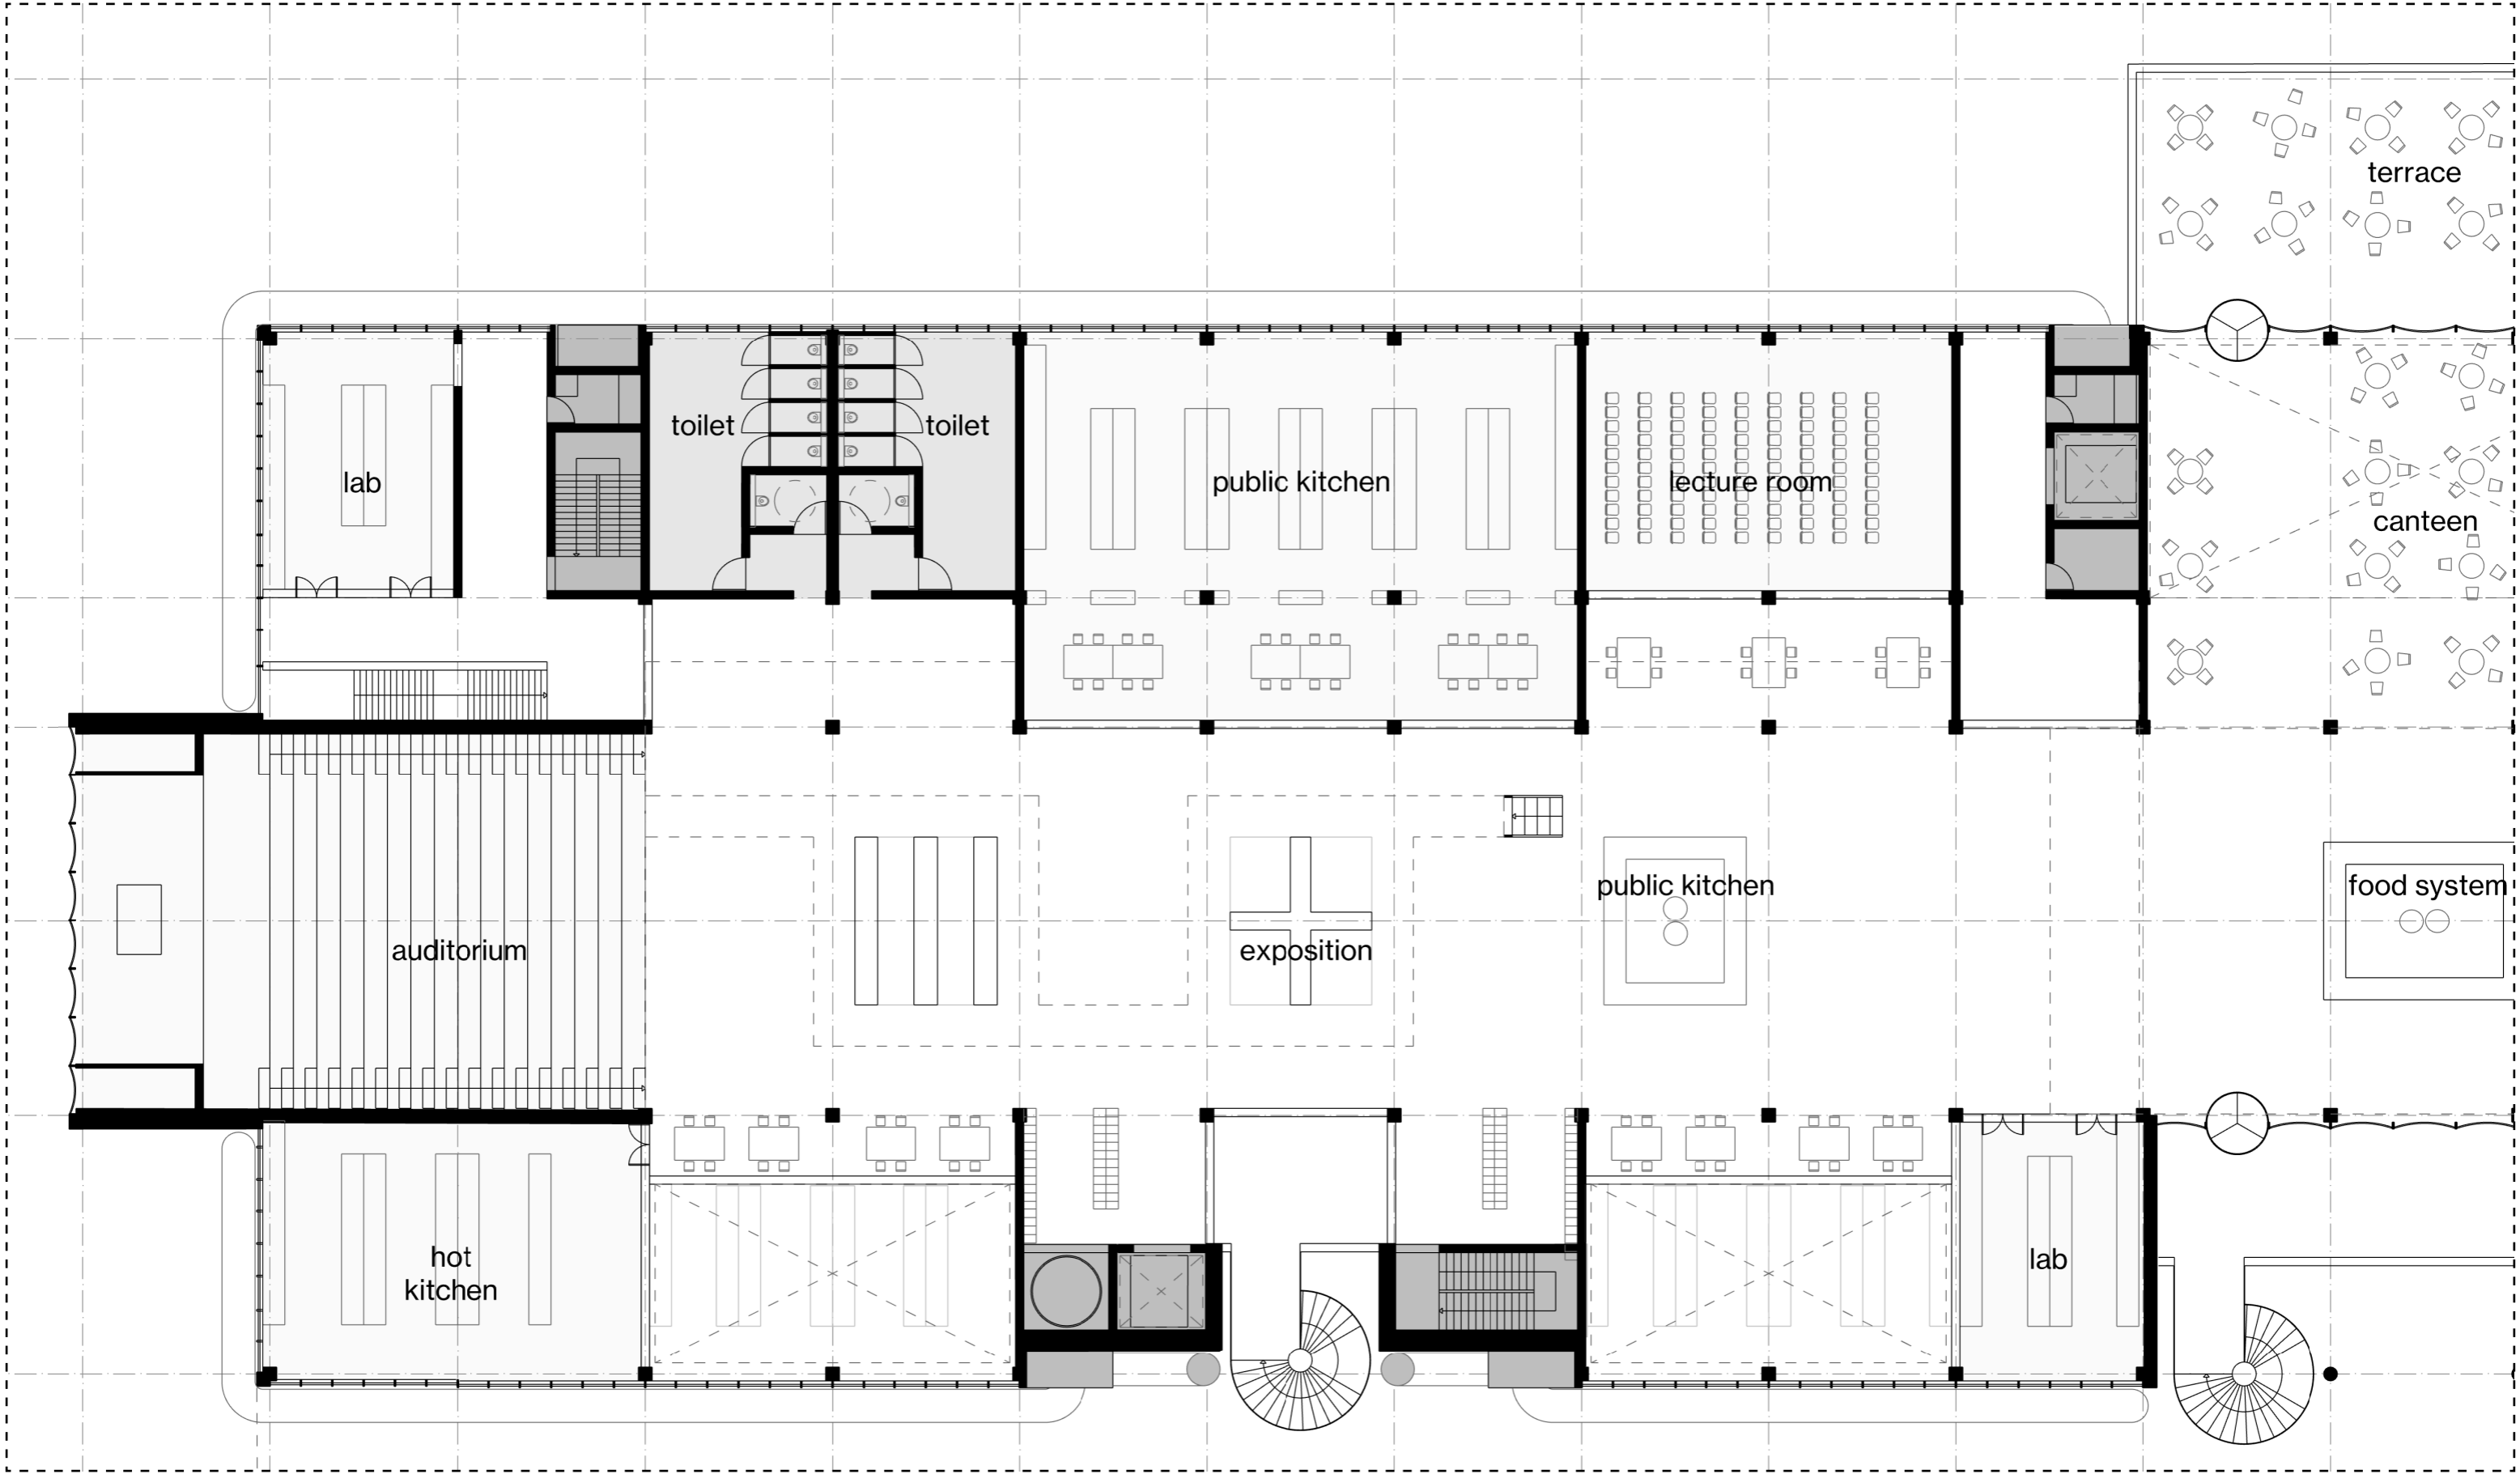 terrace
toilet
toilet
lab
public kitchen
lecture room
canteen
public kitchen
food system
auditorium
exposition
hot
kitchen
lab